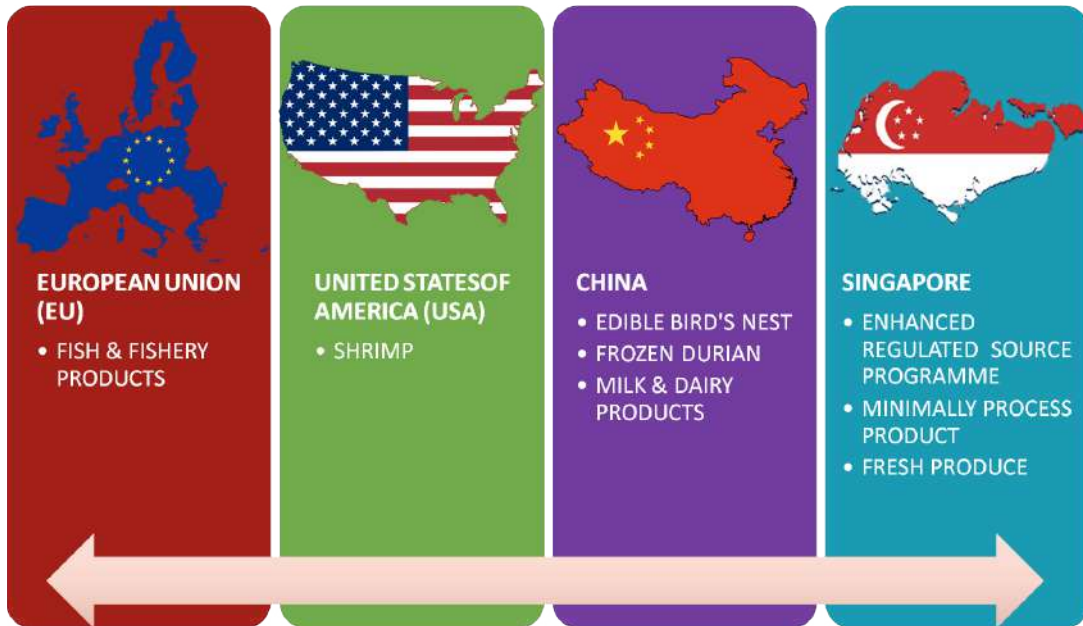 EUROPEAN UNION
(EU)
• FISH & FISHERY
PRODUCTS
UNITED STATESOF
AMERICA (USA)
• SHRIMP
CHINA
• EDIBLE BIRD'S NEST
• FROZEN DURIAN
• MILK & DAIRY
PRODUCTS
SINGAPORE
• ENHANCED
REGULATED SOURCE
PROGRAMME
• MINIMALLY PROCESS
PRODUCT
• FRESH PRODUCE